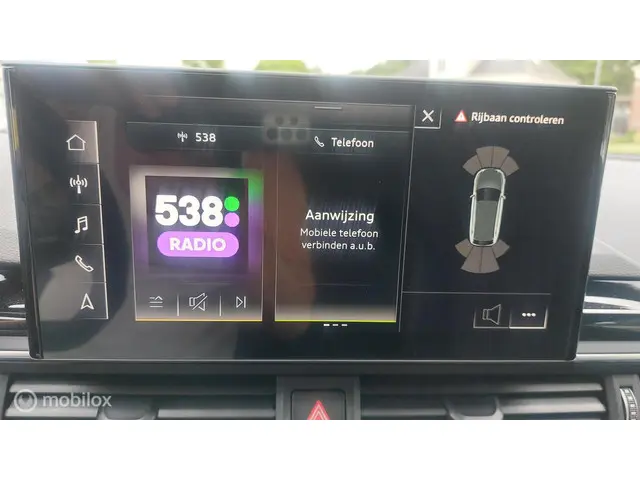 538
Telefoon
Rijbaan controleren
538
RADIO
Aanwijzing
Mobiele telefoon
verbinden a.u.b.
mobilox